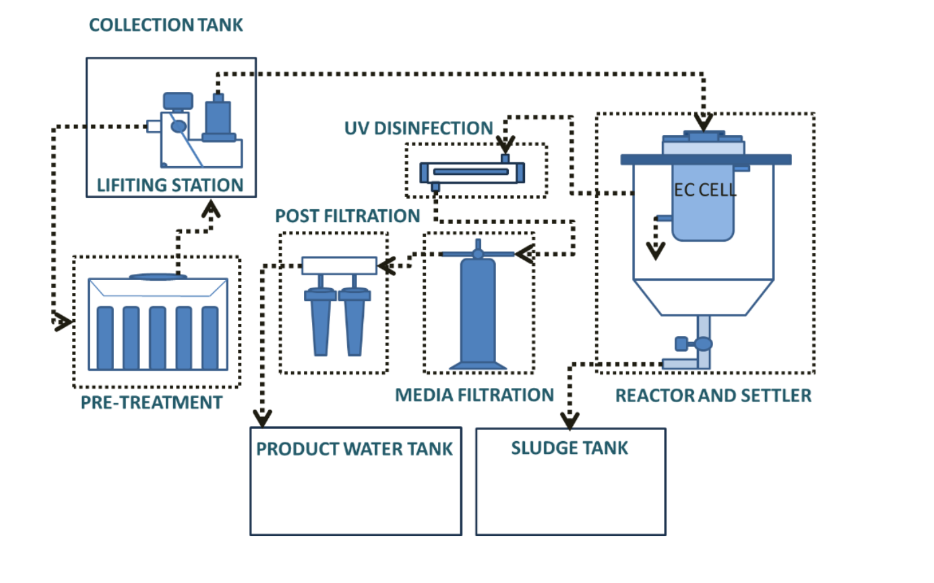 COLLECTION TANK
LIFITING STATION
UV DISINFECTION
EC CELL
POST FILTRATION
PRE-TREATMENT
MEDIA FILTRATION
REACTOR AND SETTLER
PRODUCT WATER TANK
SLUDGE TANK